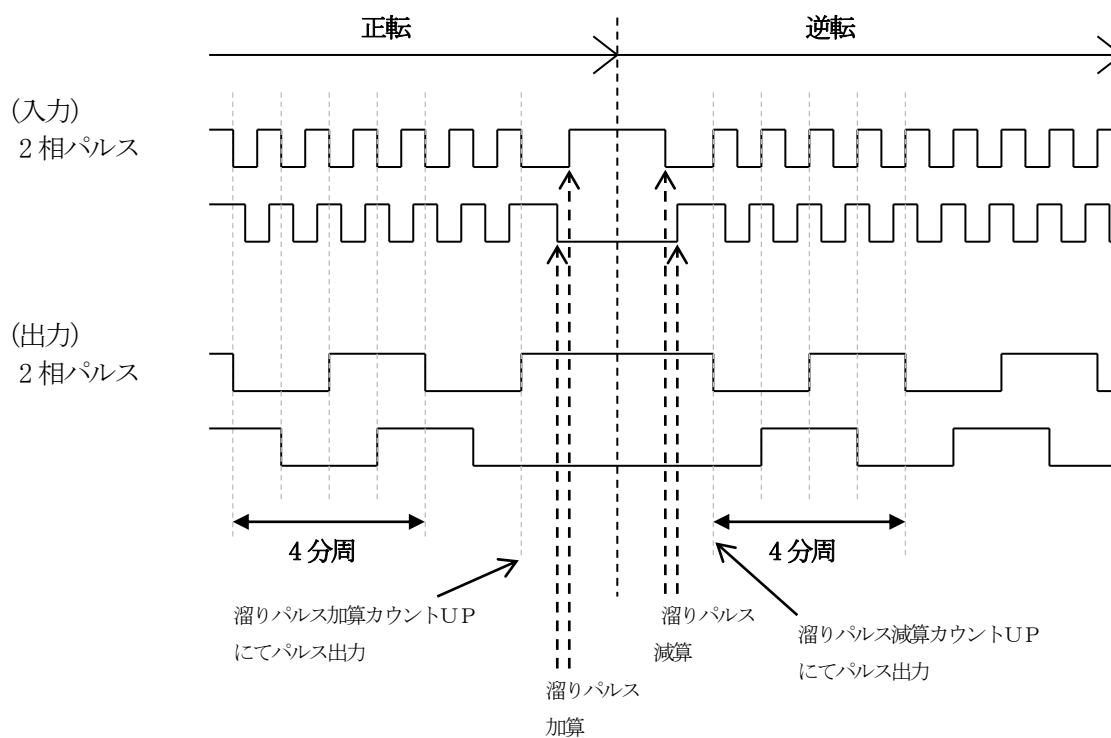 正転
逆転
(入力)
2相パルス
(出力)
2相パルス
4分周
4分周
溜りパルス加算カウントUP
にてパルス出力
溜りパルス
減算
溜りパルス減算カウントUP
にてパルス出力
溜りパルス
加算